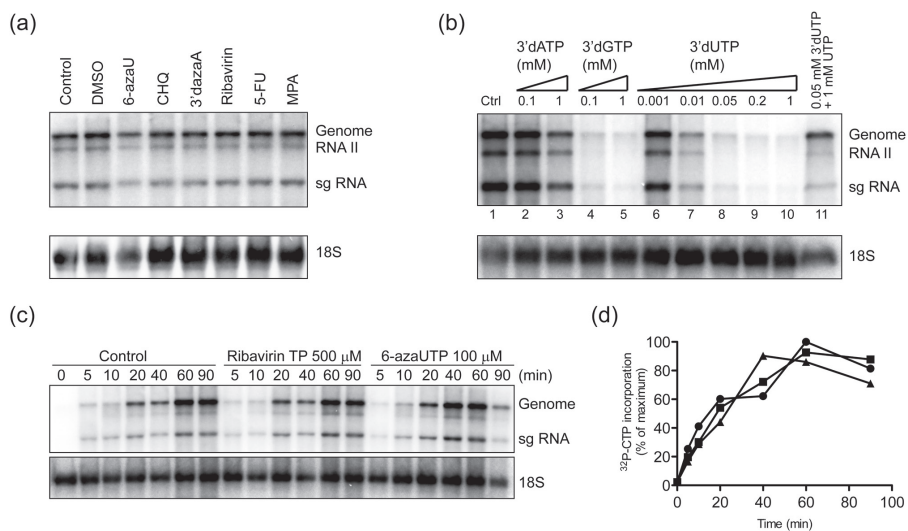 (a)
Control
DMSO
6-azaU
CHQ
3'dazaA
Ribavirin
5-FU
MPA
Genome
RNA II
sg RNA
18S
(b)
3'dATP (mM)
3'dGTP (mM)
3'dUTP (mM)
0.05 mM 3'dUTP + 1 mM UTP
Ctrl 0.1 1 0.1 1 0.001 0.01 0.05 0.2 1
Genome
RNA II
sg RNA
1 2 3 4 5 6 7 8 9 10 11
18S
(c)
Control Ribavirin TP 500 μM 6-azaUTP 100 μM
0 5 10 20 40 60 90 5 10 20 40 60 90 5 10 20 40 60 90 (min)
Genome
sg RNA
18S
(d)
³²P-CTP incorporation
(% of maximum)
100
80
60
40
20
0
0 20 40 60 80 100
Time (min)